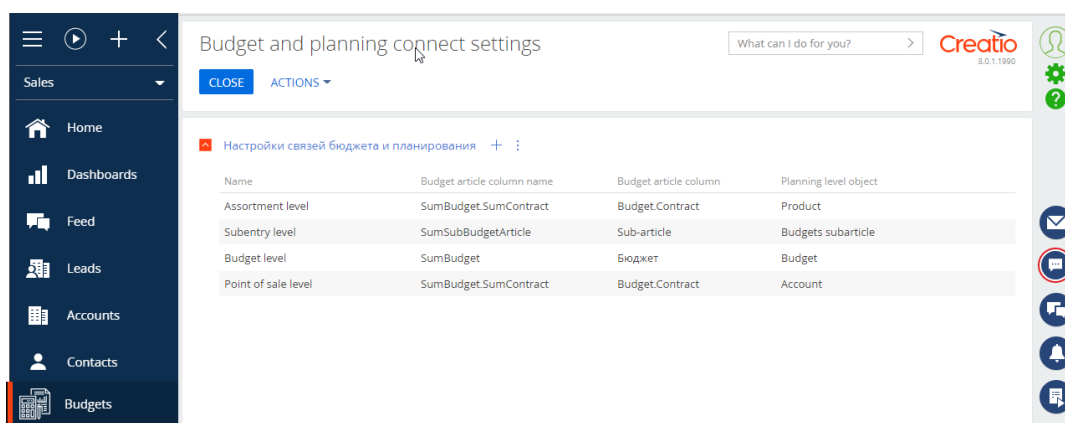 Budget and planning connect settings
What can I do for you?
Creatio
8.0.1.1990
Sales
CLOSE ACTIONS
Home
Dashboards
Feed
Leads
Accounts
Contacts
Budgets
Настройки связей бюджета и планирования
Name Budget article column name Budget article column Planning level object
Assortment level SumBudget.SumContract Budget.Contract Product
Subentry level SumSubBudgetArticle Sub-article Budgets subarticle
Budget level SumBudget Бюджет Budget
Point of sale level SumBudget.SumContract Budget.Contract Account